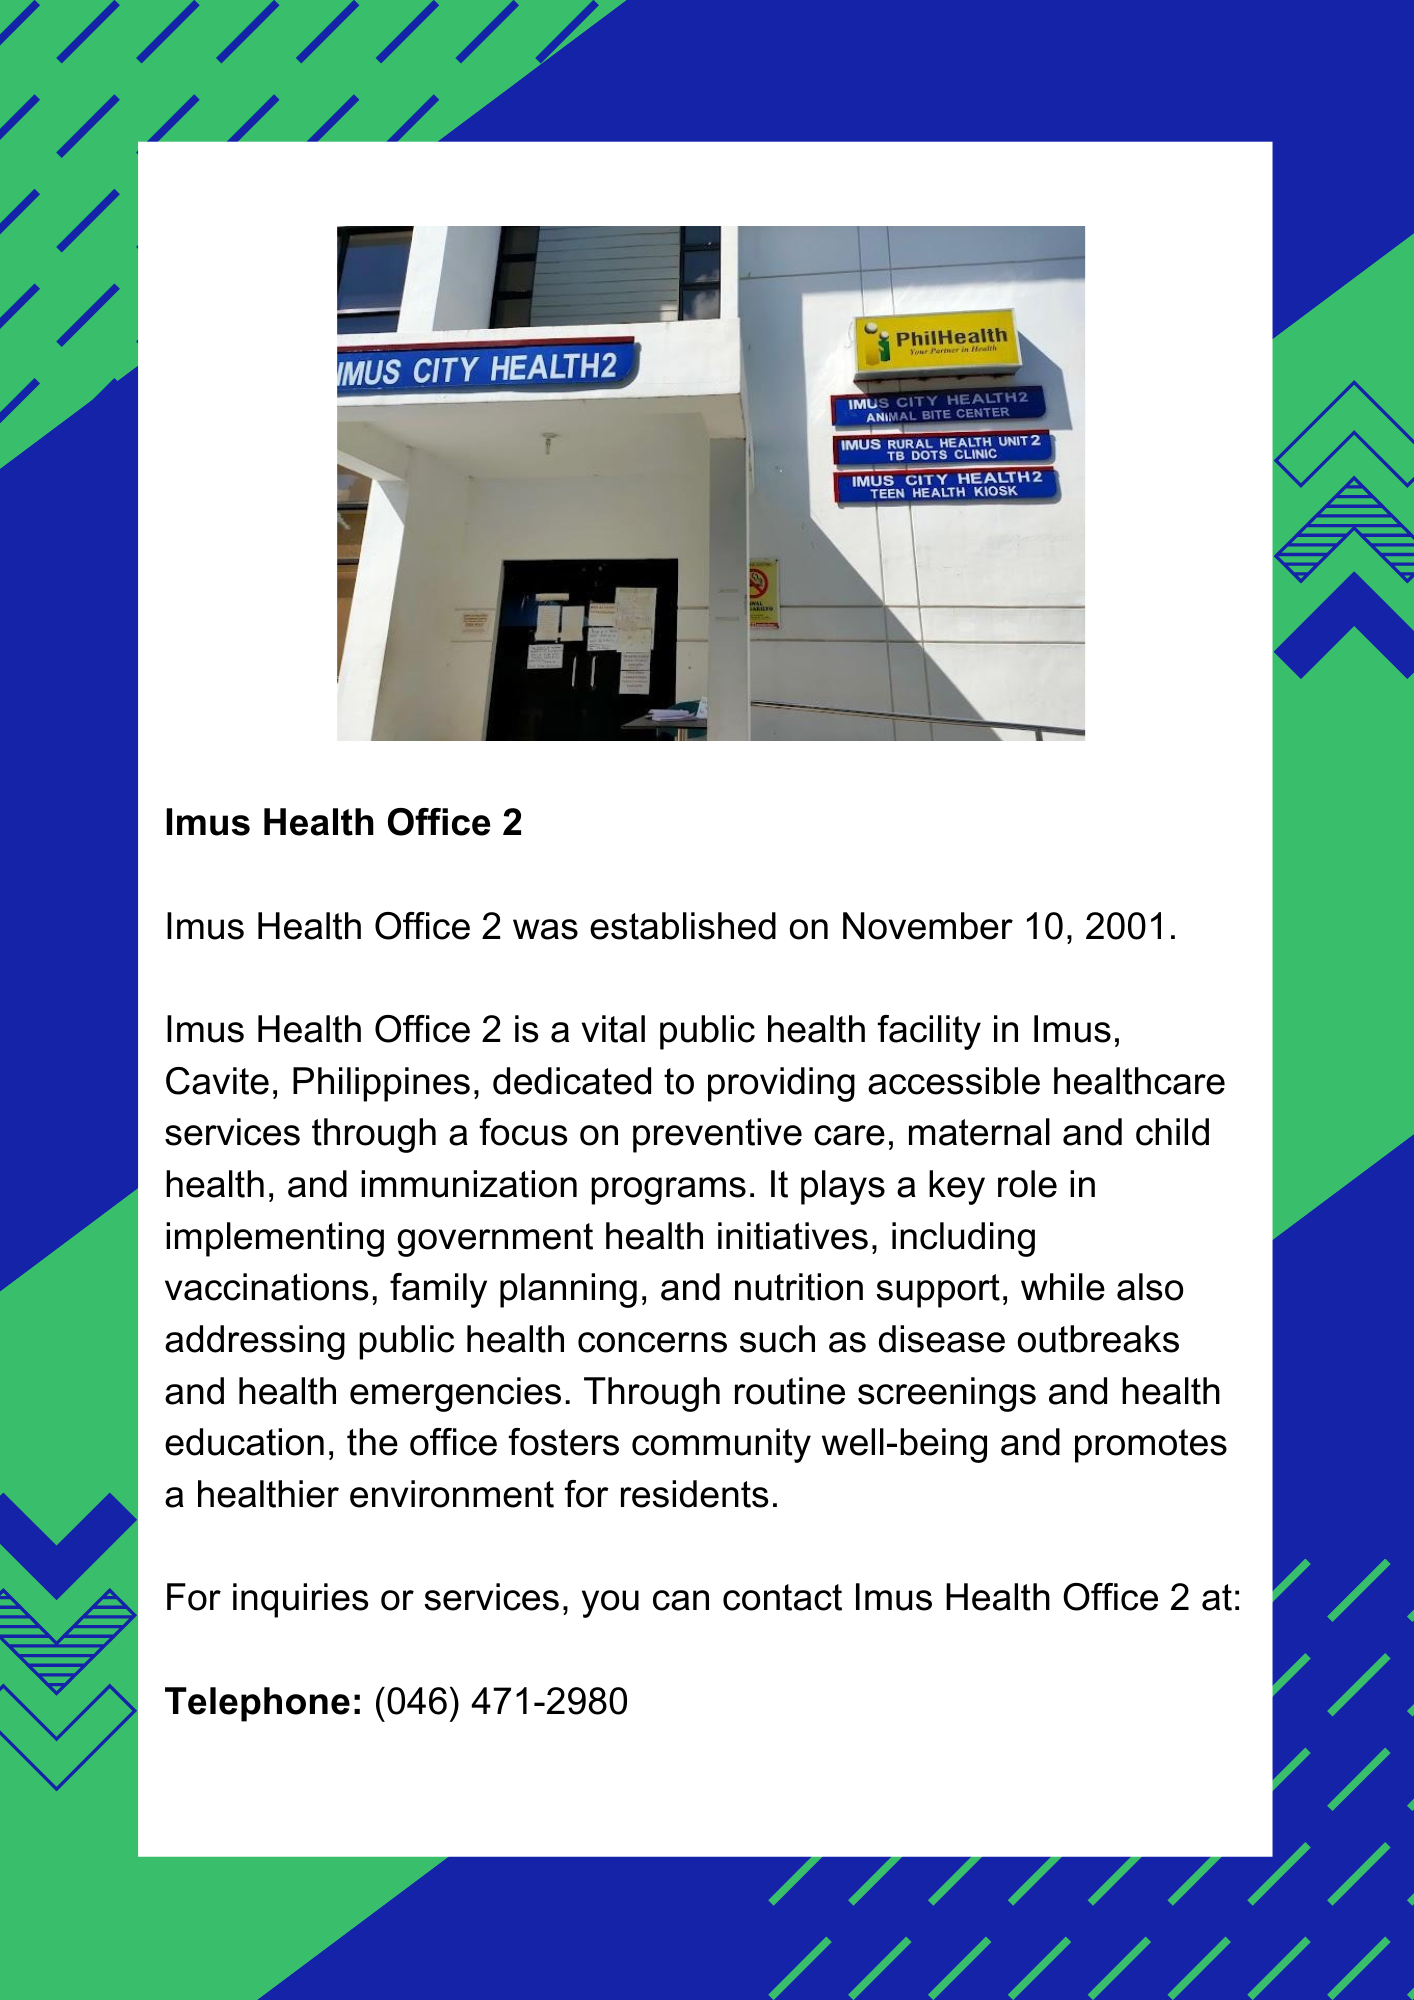 IMUS CITY HEALTH2
PhilHealth
Your Partner in Health
IMUS CITY HEALTH2
ANIMAL BITE CENTER
IMUS RURAL HEALTH UNIT 2
TB DOTS CLINIC
IMUS CITY HEALTH2
TEEN HEALTH KIOSK
Imus Health Office 2
Imus Health Office 2 was established on November 10, 2001.
Imus Health Office 2 is a vital public health facility in Imus,
Cavite, Philippines, dedicated to providing accessible healthcare
services through a focus on preventive care, maternal and child
health, and immunization programs. It plays a key role in
implementing government health initiatives, including
vaccinations, family planning, and nutrition support, while also
addressing public health concerns such as disease outbreaks
and health emergencies. Through routine screenings and health
education, the office fosters community well-being and promotes
a healthier environment for residents.
For inquiries or services, you can contact Imus Health Office 2 at:
Telephone: (046) 471-2980